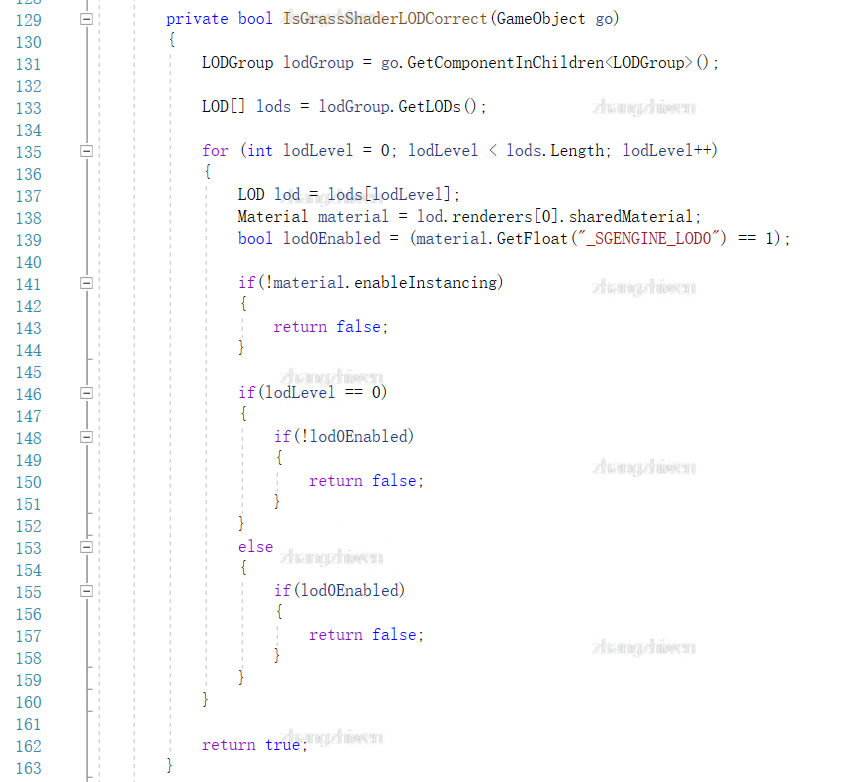 129 private bool IsGrassShaderLODCorrect(GameObject go)
130 {
131 LODGroup lodGroup = go.GetComponentInChildren<LODGroup>();
132
133 LOD[] lods = lodGroup.GetLODs();
134
135 for (int lodLevel = 0; lodLevel < lods.Length; lodLevel++)
136 {
137 LOD lod = lods[lodLevel];
138 Material material = lod.renderers[0].sharedMaterial;
139 bool lod0Enabled = (material.GetFloat("_SGENGINE_LOD0") == 1);
140
141 if(!material.enableInstancing)
142 {
143 return false;
144 }
145
146 if(lodLevel == 0)
147 {
148 if(!lod0Enabled)
149 {
150 return false;
151 }
152 }
153 else
154 {
155 if(lod0Enabled)
156 {
157 return false;
158 }
159 }
160 }
161
162 return true;
163 }